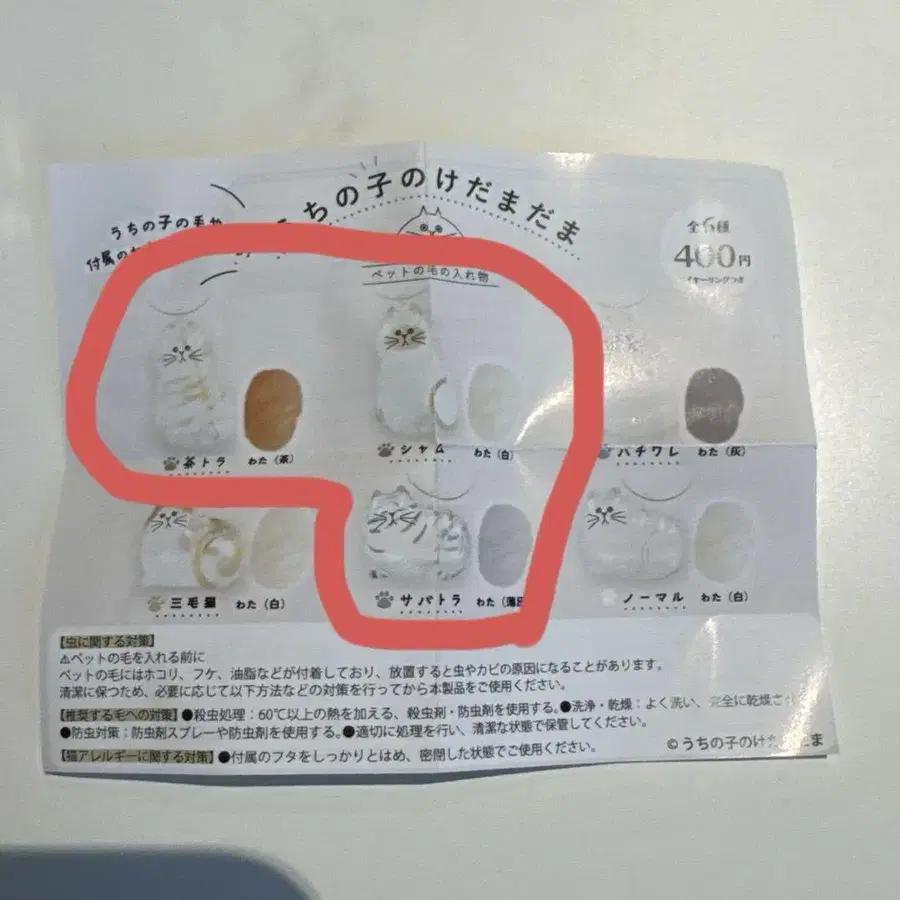 うちの子の毛
付属の
ちの子のけだまだま
ペットの毛の入れ物
全6種
400円
イヤーリングつき
茶トラ わた(茶)
シャム わた(白)
ハチワレ わた(灰)
三毛猫 わた(白)
サバトラ
ノーマル わた(白)
【虫に関する対策】
⚠ペットの毛を入れる前に
ペットの毛にはホコリ、フケ、油脂などが付着しており、放置すると虫やカビの原因になることがあります。
清潔に保つため、必要に応じて以下方法などの対策を行ってから本製品をご使用ください。
【推奨する毛への対策】●殺虫処理:60℃以上の熱を加える、殺虫剤・防虫剤を使用する。●洗浄・乾燥:よく洗い、完全に乾燥さ
●防虫対策:防虫剤スプレーや防虫剤を使用する。●適切に処理を行い、清潔な状態で保管してください。
【猫アレルギーに関する対策】●付属のフタをしっかりとはめ、密閉した状態でご使用ください。
©うちの子のけだ